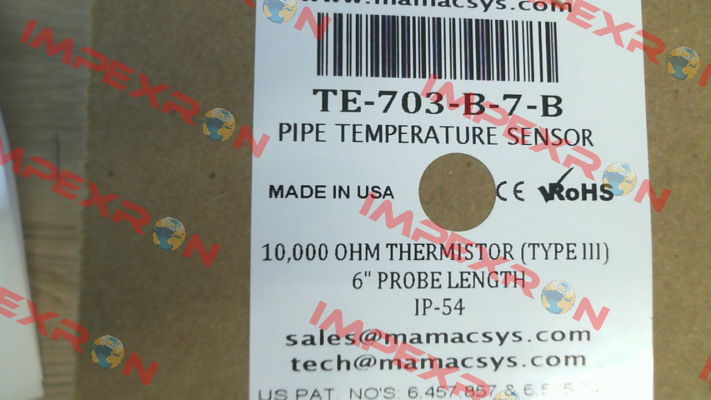 www.mamacsys.com
TE-703-B-7-B
PIPE TEMPERATURE SENSOR
MADE IN USA CE RoHS
10,000 OHM THERMISTOR (TYPE III)
6" PROBE LENGTH
IP-54
sales@mamacsys.com
tech@mamacsys.com
US PAT. NO'S: 6,457,857 &
IMPEXRON
IMPEXRON
IMPEXRON
IMPEXRON
IMPEXRON
IMPEXRON
IMPEXRON